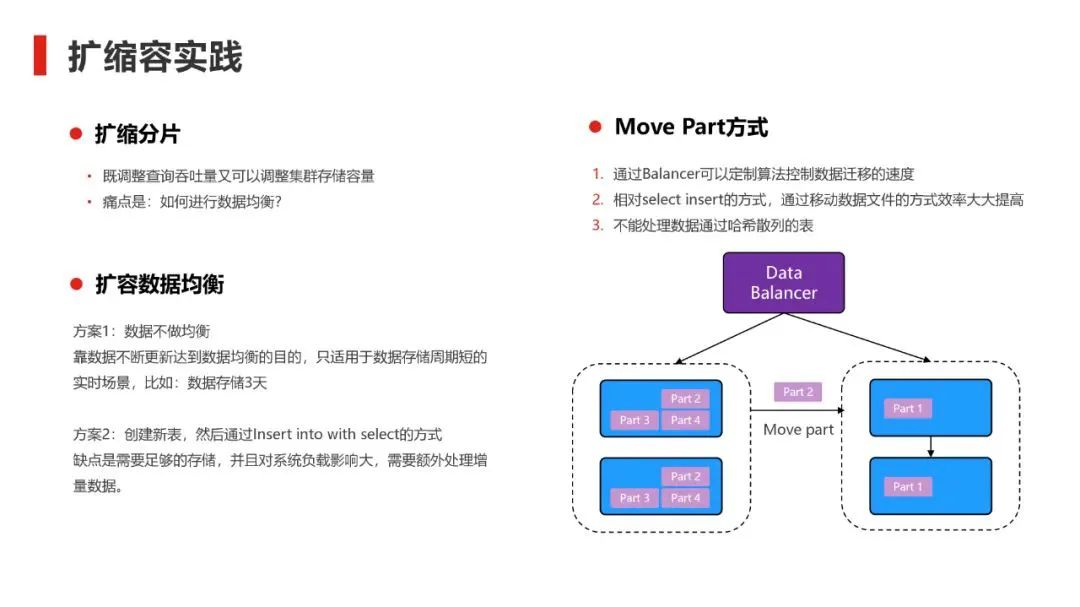 扩缩容实践
扩缩分片
• 既调整查询吞吐量又可以调整集群存储容量
• 痛点是：如何进行数据均衡？
扩容数据均衡
方案1：数据不做均衡
靠数据不断更新达到数据均衡的目的，只适用于数据存储周期短的
实时场景，比如：数据存储3天
方案2：创建新表，然后通过Insert into with select的方式
缺点是需要足够的存储，并且对系统负载影响大，需要额外处理增
量数据。
Move Part方式
1. 通过Balancer可以定制算法控制数据迁移的速度
2. 相对select insert的方式，通过移动数据文件的方式效率大大提高
3. 不能处理数据通过哈希散列的表
Data
Balancer
Part 2
Part 3 Part 4
Part 2
Part 3 Part 4
Part 2
Move part
Part 1
Part 1